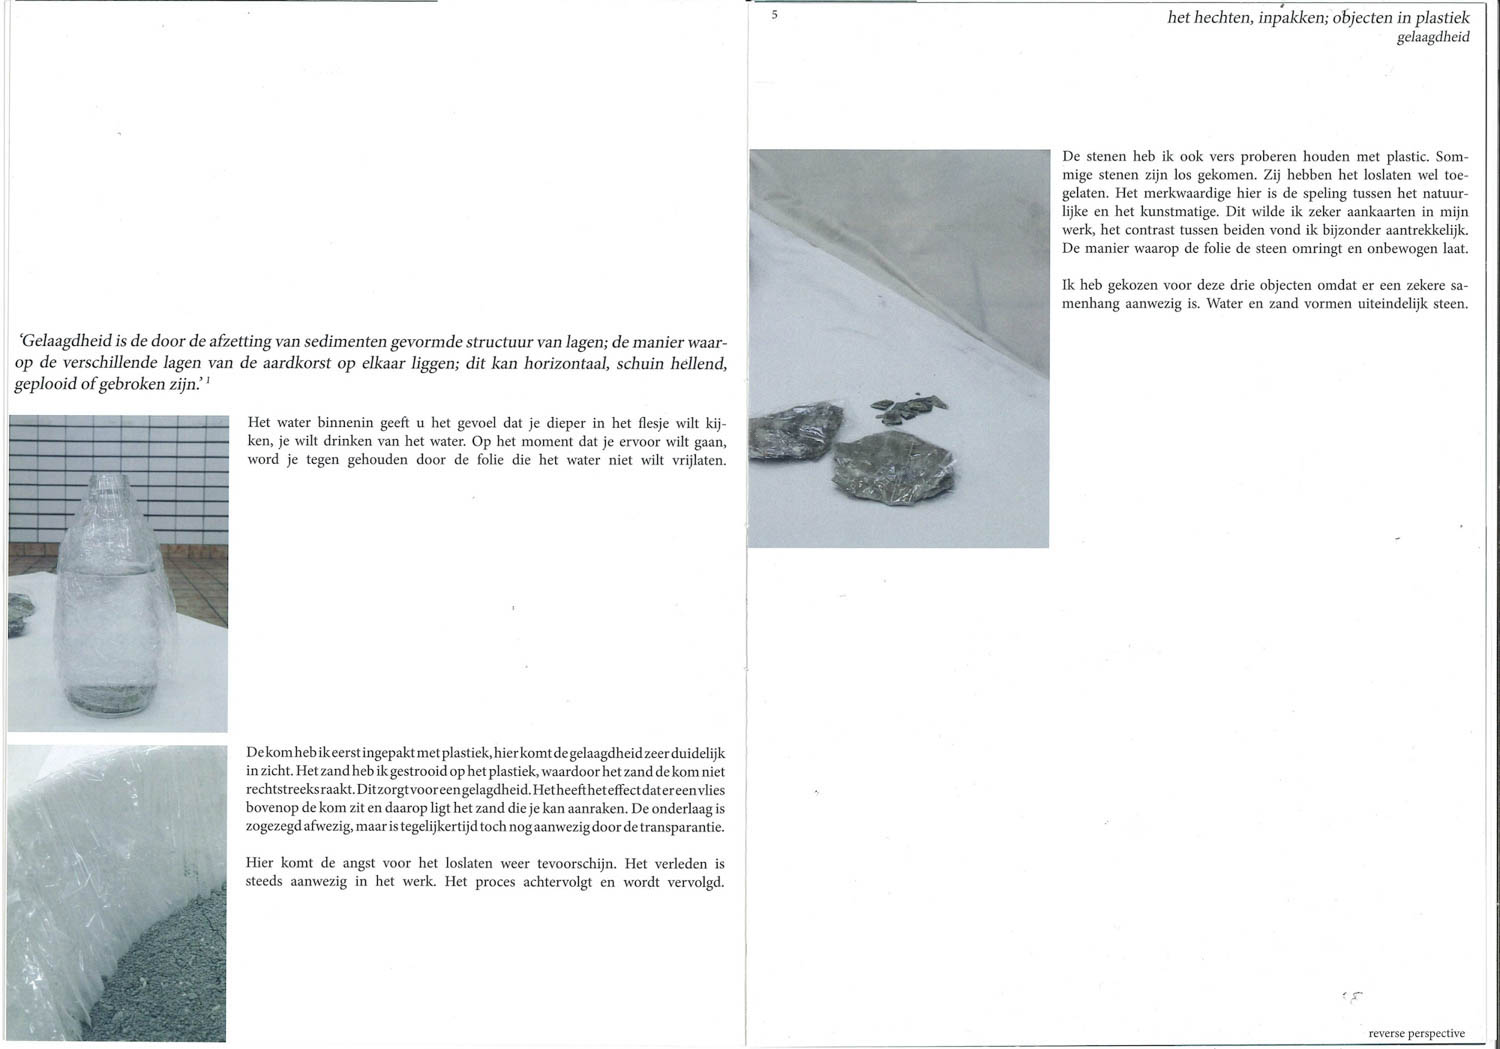 ‘Gelaagdheid is de door de afzetting van sedimenten gevormde structuur van lagen; de manier waar-
op de verschillende lagen van de aardkorst op elkaar liggen; dit kan horizontaal, schuin hellend,
geplooid of gebroken zijn.’ 1
Het water binnenin geeft u het gevoel dat je dieper in het flesje wilt kij-
ken, je wilt drinken van het water. Op het moment dat je ervoor wilt gaan,
word je tegen gehouden door de folie die het water niet wilt vrijlaten.
De kom heb ik eerst ingepakt met plastiek, hier komt de gelaagdheid zeer duidelijk
in zicht. Het zand heb ik gestrooid op het plastiek, waardoor het zand de kom niet
rechtstreeks raakt. Dit zorgt voor een gelagdheid. Het heeft het effect dat er een vlies
bovenop de kom zit en daarop ligt het zand die je kan aanraken. De onderlaag is
zogezegd afwezig, maar is tegelijkertijd toch nog aanwezig door de transparantie.
Hier komt de angst voor het loslaten weer tevoorschijn. Het verleden is
steeds aanwezig in het werk. Het proces achtervolgt en wordt vervolgd.
5
het hechten, inpakken; objecten in plastiek
gelaagdheid
De stenen heb ik ook vers proberen houden met plastic. Som-
mige stenen zijn los gekomen. Zij hebben het loslaten wel toe-
gelaten. Het merkwaardige hier is de speling tussen het natuur-
lijke en het kunstmatige. Dit wilde ik zeker aankaarten in mijn
werk, het contrast tussen beiden vond ik bijzonder aantrekkelijk.
De manier waarop de folie de steen omringt en onbewogen laat.
Ik heb gekozen voor deze drie objecten omdat er een zekere sa-
menhang aanwezig is. Water en zand vormen uiteindelijk steen.
reverse perspective